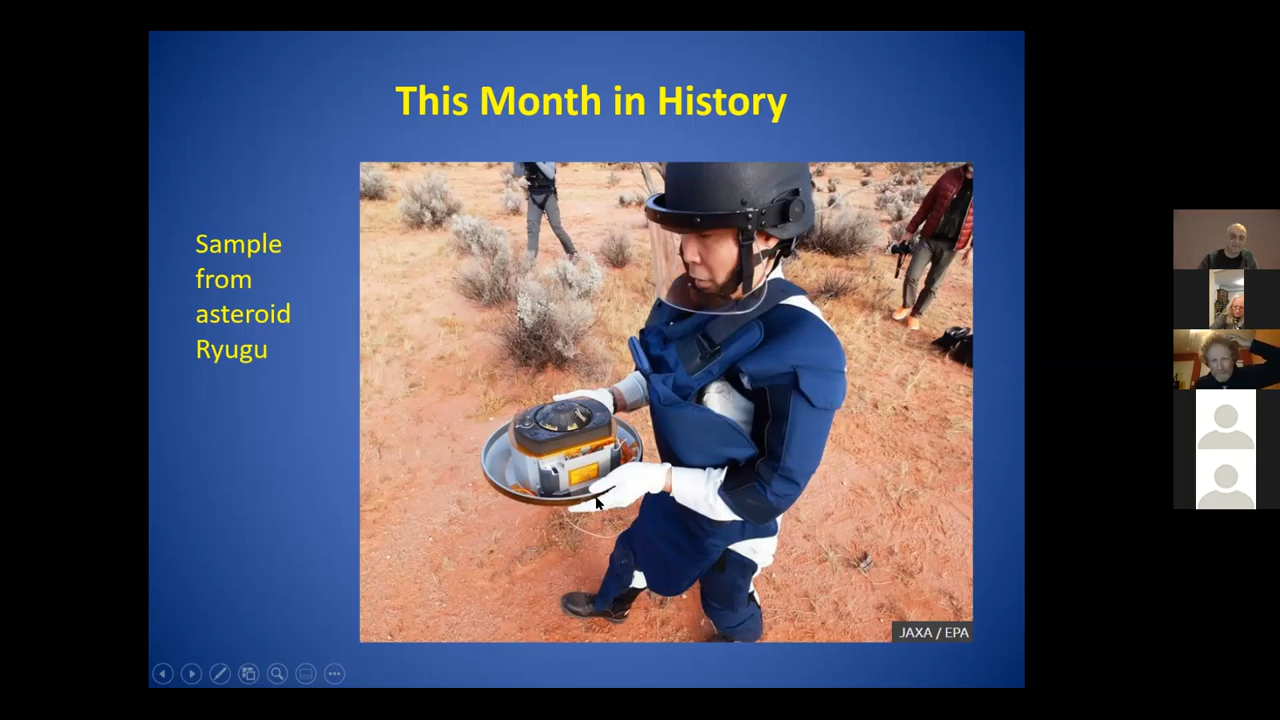 This Month in History
Sample
from
asteroid
Ryugu
JAXA / EPA